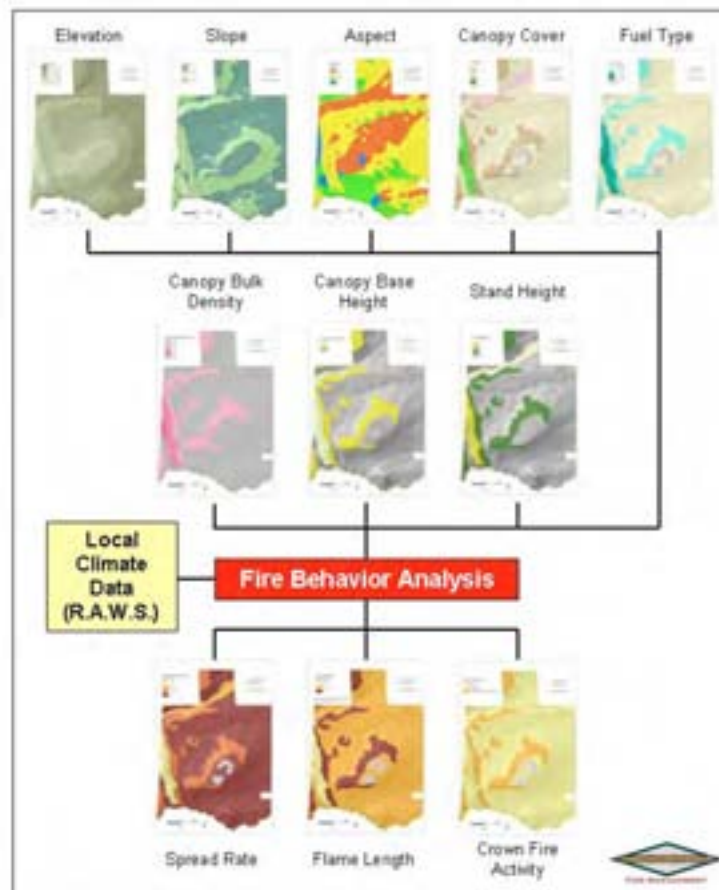 Elevation
Slope
Aspect
Canopy Cover
Fuel Type
Canopy Bulk
Density
Canopy Base
Height
Stand Height
Local
Climate
Data
(R.A.W.S.)
Fire Behavior Analysis
Spread Rate
Flame Length
Crown Fire
Activity